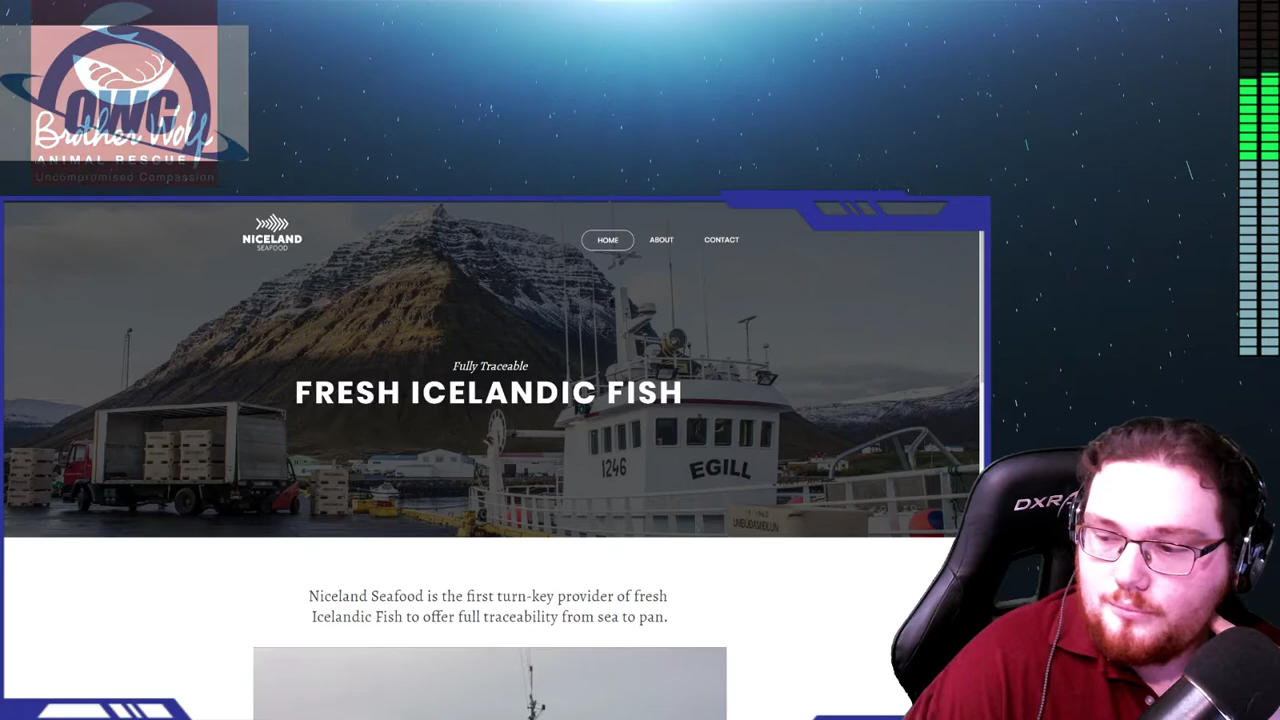 OWG
Brother Wolf
ANIMAL RESCUE
Uncompromised Compassion
NICELAND
SEAFOOD
HOME
ABOUT
CONTACT
Fully Traceable
FRESH ICELANDIC FISH
1246
EGILL
DXRA
Niceland Seafood is the first turn-key provider of fresh
Icelandic Fish to offer full traceability from sea to pan.